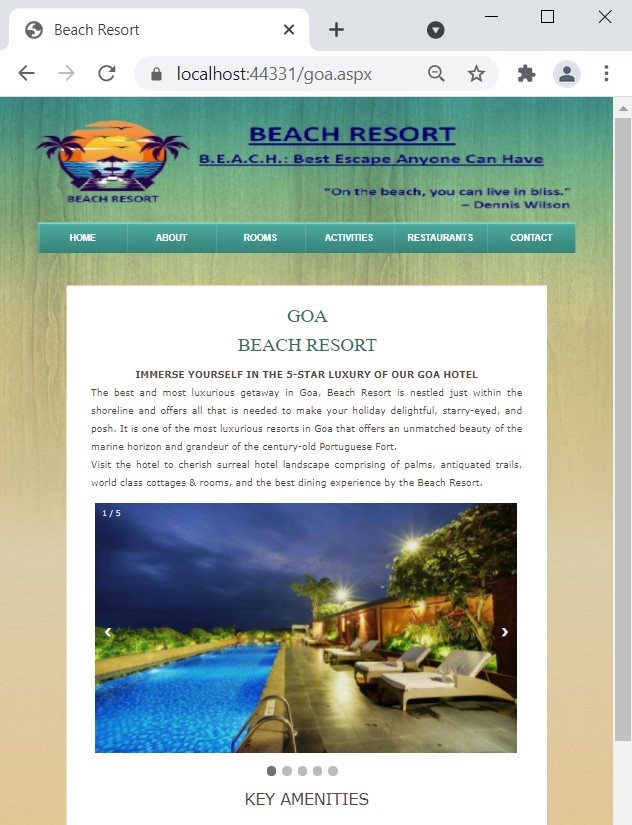 Beach Resort
localhost:44331/goa.aspx
BEACH RESORT
B.E.A.C.H.: Best Escape Anyone Can Have
“On the beach, you can live in bliss.”
– Dennis Wilson
BEACH RESORT
HOME ABOUT ROOMS ACTIVITIES RESTAURANTS CONTACT
GOA
BEACH RESORT
IMMERSE YOURSELF IN THE 5-STAR LUXURY OF OUR GOA HOTEL
The best and most luxurious getaway in Goa, Beach Resort is nestled just within the
shoreline and offers all that is needed to make your holiday delightful, starry-eyed, and
posh. It is one of the most luxurious resorts in Goa that offers an unmatched beauty of the
marine horizon and grandeur of the century-old Portuguese Fort.
Visit the hotel to cherish surreal hotel landscape comprising of palms, antiquated trails,
world class cottages & rooms, and the best dining experience by the Beach Resort.
1 / 5
KEY AMENITIES